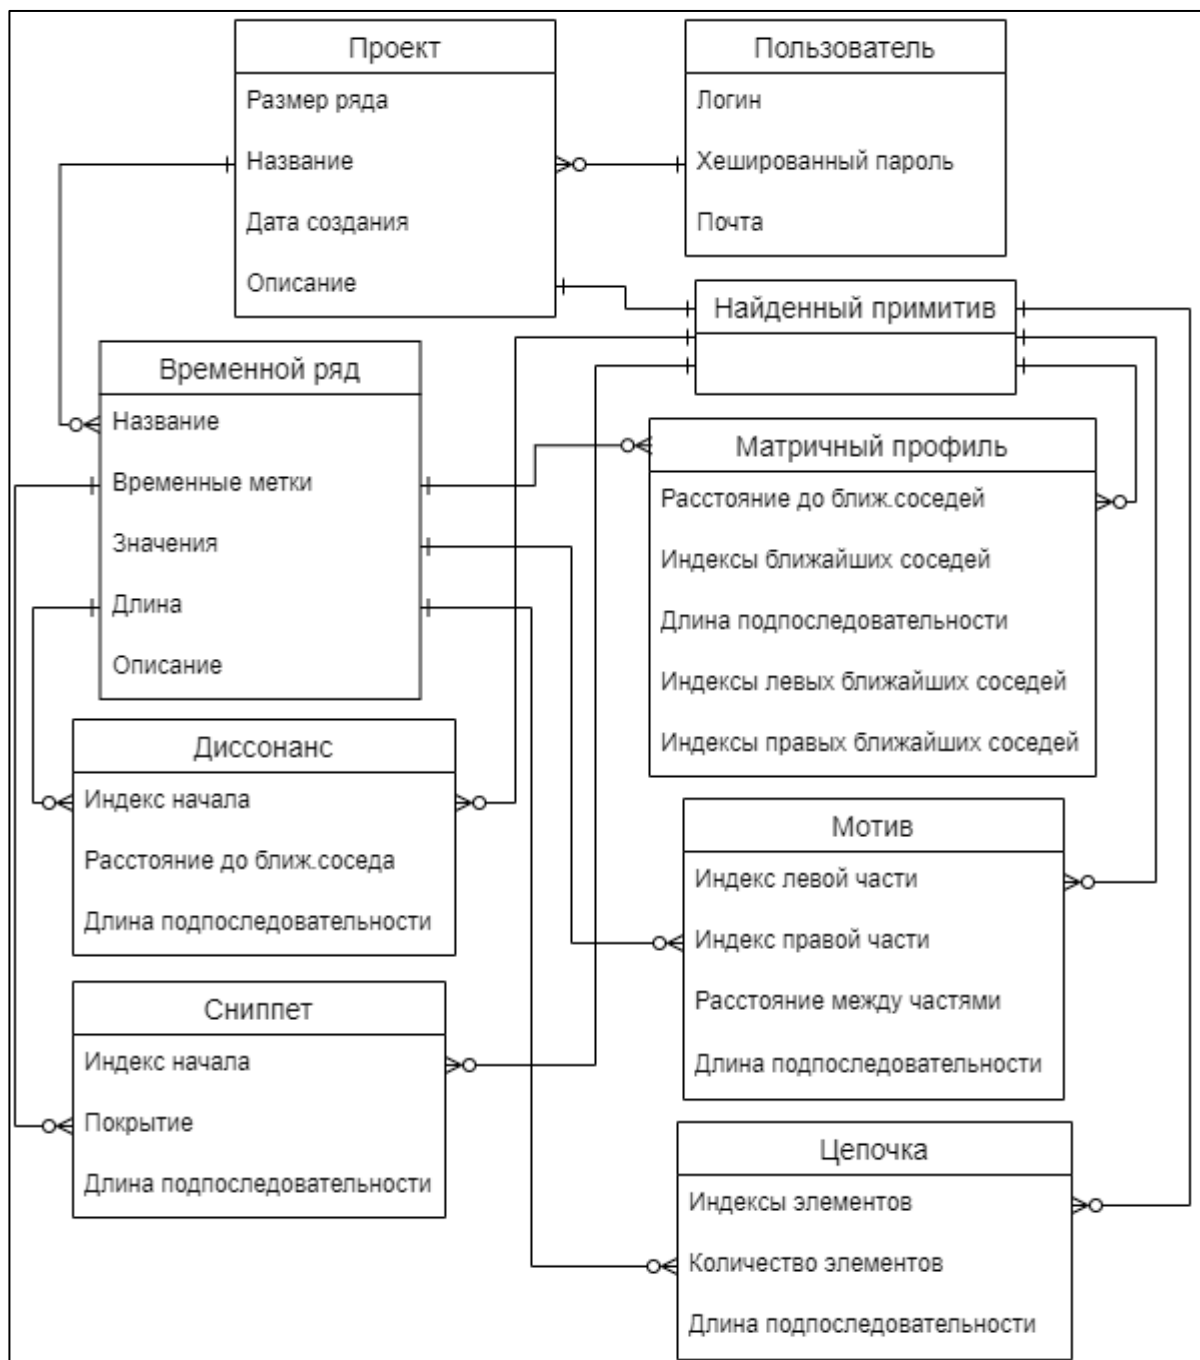 Проект
Размер ряда
Название
Дата создания
Описание
Пользователь
Логин
Хешированный пароль
Почта
Найденный примитив
Временной ряд
Название
Временные метки
Значения
Длина
Описание
Матричный профиль
Расстояние до ближ.соседей
Индексы ближайших соседей
Длина подпоследовательности
Индексы левых ближайших соседей
Индексы правых ближайших соседей
Диссонанс
Индекс начала
Расстояние до ближ.соседа
Длина подпоследовательности
Мотив
Индекс левой части
Индекс правой части
Расстояние между частями
Длина подпоследовательности
Сниппет
Индекс начала
Покрытие
Длина подпоследовательности
Цепочка
Индексы элементов
Количество элементов
Длина подпоследовательности